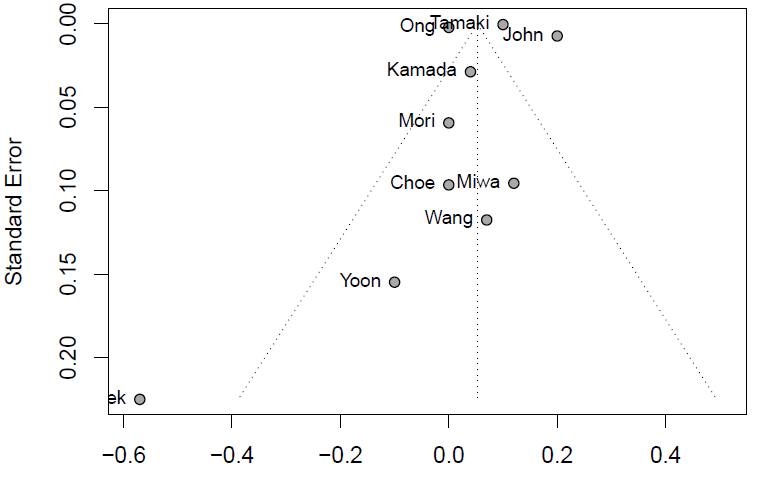 0.00
0.05
0.10
0.15
0.20
Standard Error
Ong
Tamaki
John
Kamada
Mori
Choe
Miwa
Wang
Yoon
ek
−0.6
−0.4
−0.2
0.0
0.2
0.4